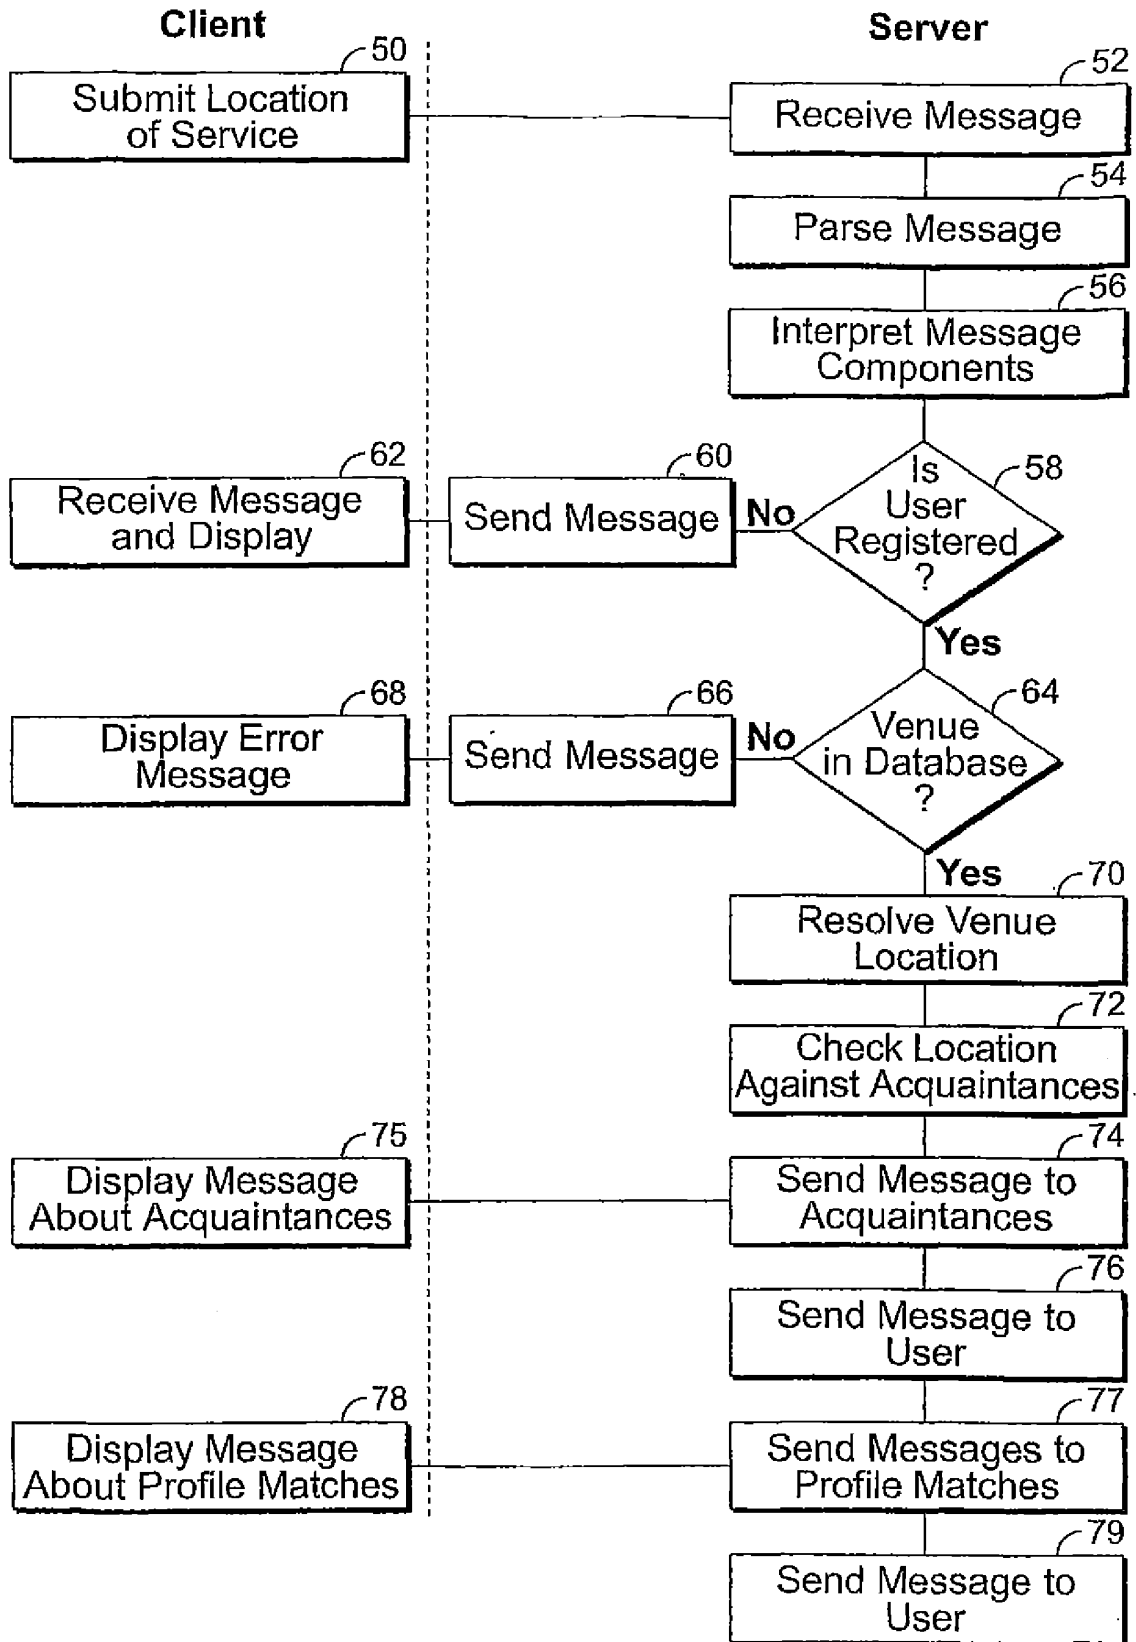 Client
Server
50
Submit Location
of Service
52
Receive Message
54
Parse Message
56
Interpret Message
Components
62
Receive Message
and Display
60
Send Message
No
58
Is
User
Registered
?
Yes
68
Display Error
Message
66
Send Message
No
64
Venue
in Database
?
Yes
70
Resolve Venue
Location
72
Check Location
Against Acquaintances
75
Display Message
About Acquaintances
74
Send Message to
Acquaintances
76
Send Message to
User
78
Display Message
About Profile Matches
77
Send Messages to
Profile Matches
79
Send Message to
User